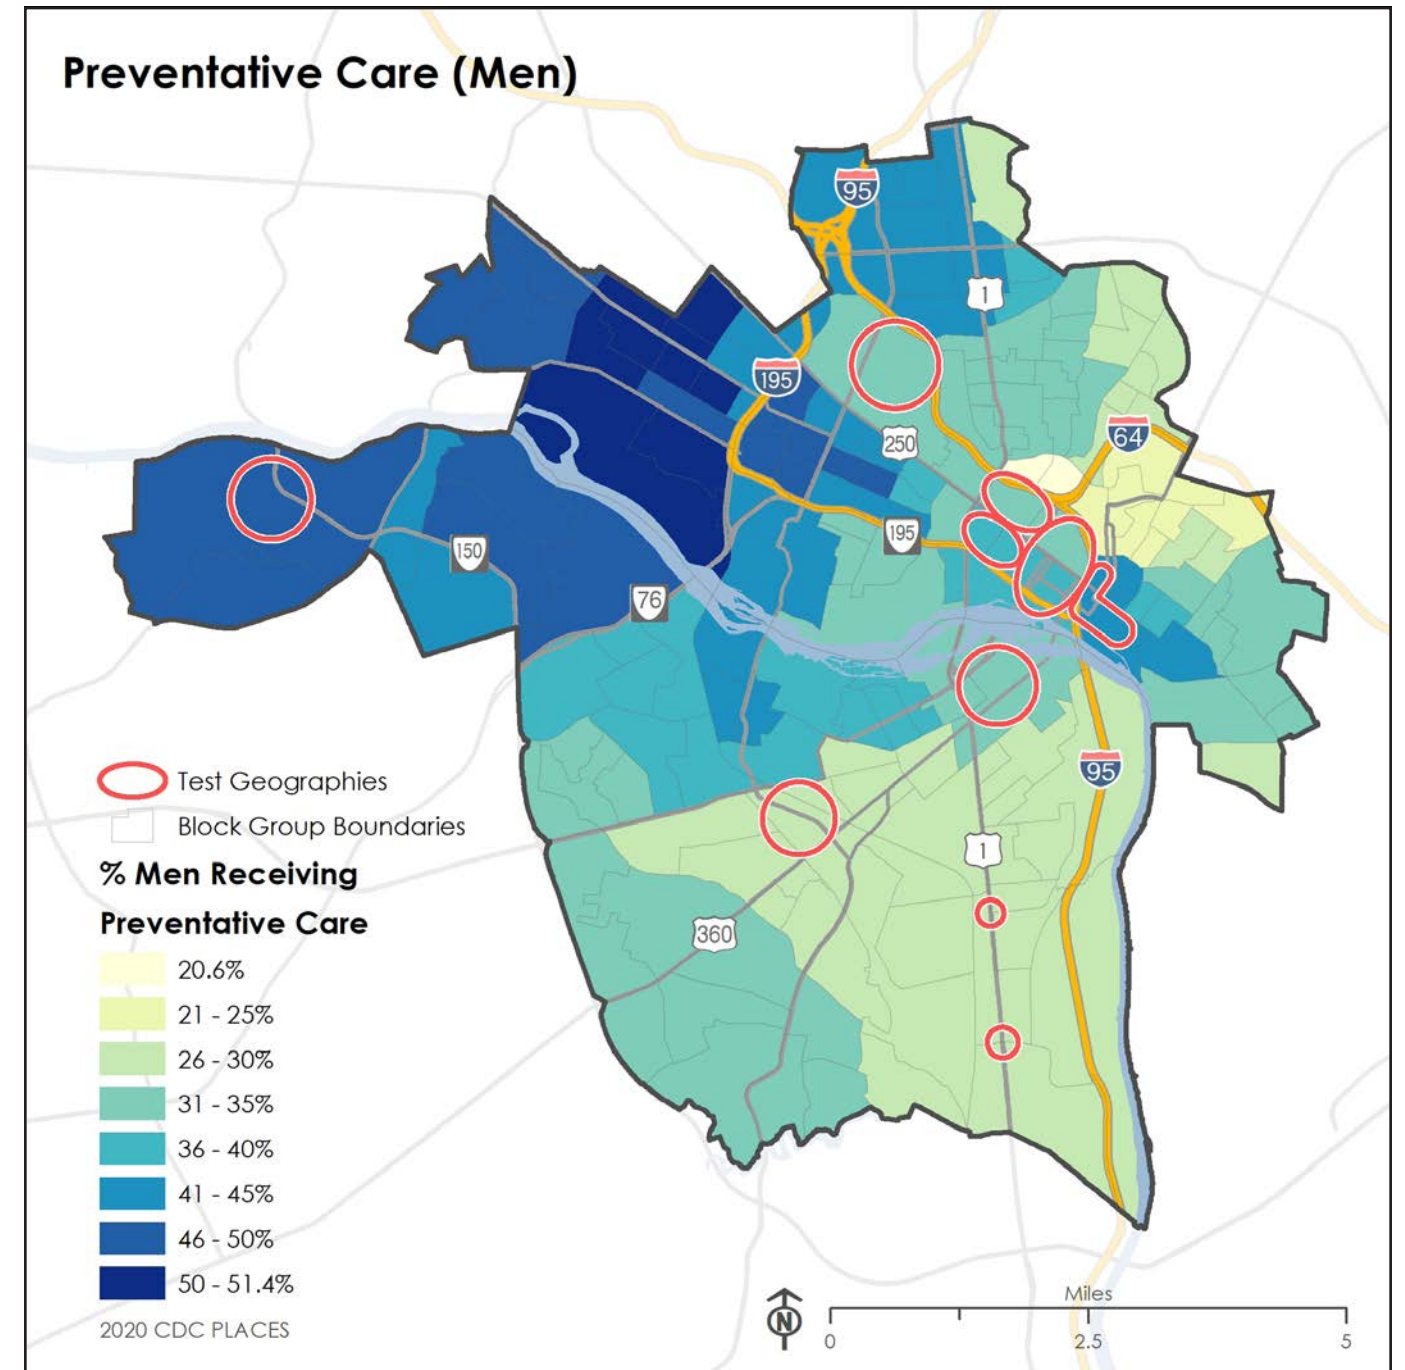 Preventative Care (Men)
95
1
195
250
64
195
150
76
95
1
360
Test Geographies
Block Group Boundaries
% Men Receiving
Preventative Care
20.6%
21 - 25%
26 - 30%
31 - 35%
36 - 40%
41 - 45%
46 - 50%
50 - 51.4%
2020 CDC PLACES
N
Miles
0 2.5 5